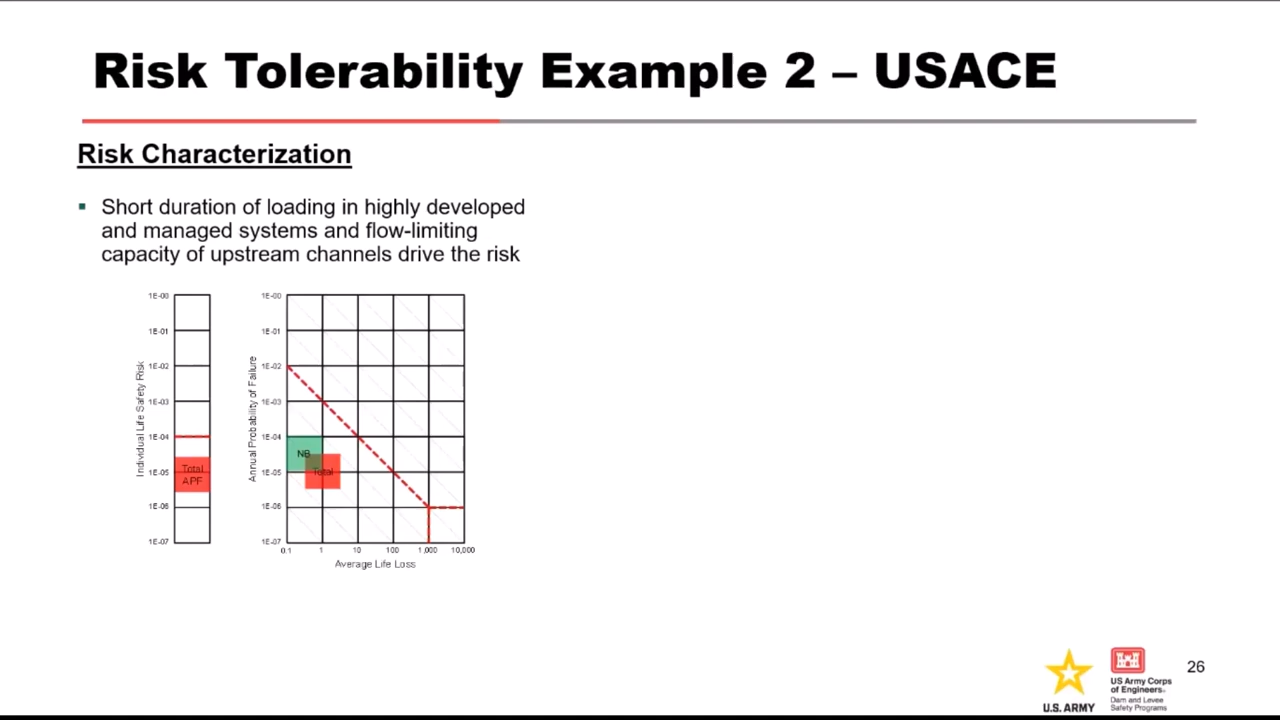 Risk Tolerability Example 2 – USACE
Risk Characterization
▪ Short duration of loading in highly developed
and managed systems and flow-limiting
capacity of upstream channels drive the risk
Individual Life Safety Risk
1E-00
1E-01
1E-02
1E-03
1E-04
1E-05
1E-06
1E-07
Total
APF
Annual Probability of Failure
1E-00
1E-01
1E-02
1E-03
1E-04
1E-05
1E-06
1E-07
NB
Total
0.1 1 10 100 1,000 10,000
Average Life Loss
U.S. ARMY
US Army Corps
of Engineers®
Dam and Levee
Safety Programs
26